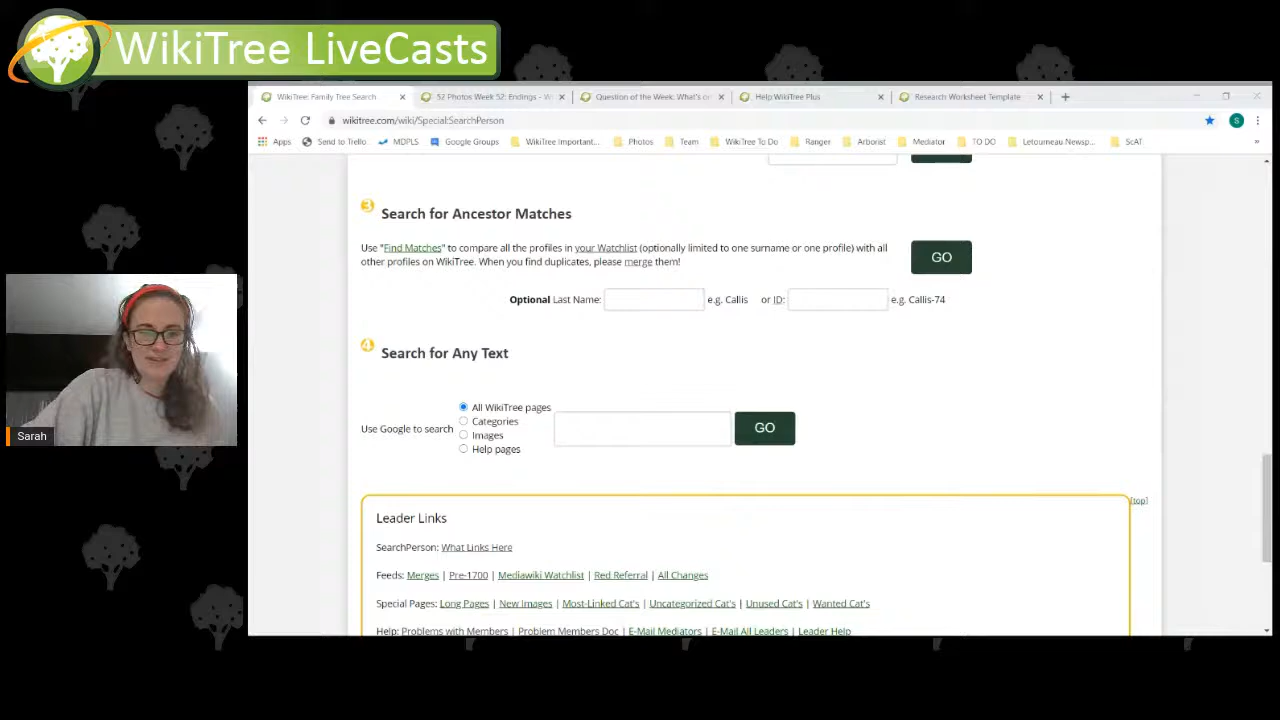 WikiTree LiveCasts
WikiTree: Family Tree Search
52 Photos Week 52: Endings - W
Question of the Week: What's o
Help:WikiTree Plus
Research Worksheet Template
wikitree.com/wiki/Special:SearchPerson
S
Apps
Send to Trello
MDPLS
Google Groups
WikiTree Important...
Photos
Team
WikiTree To Do
Ranger
Arborist
Mediator
TO DO
Letourneau Newsp...
ScAT
»
3 Search for Ancestor Matches
Use "Find Matches" to compare all the profiles in your Watchlist (optionally limited to one surname or one profile) with all
other profiles on WikiTree. When you find duplicates, please merge them!
GO
Optional Last Name: e.g. Callis or ID: e.g. Callis-74
4 Search for Any Text
All WikiTree pages
Categories
Use Google to search
Images
Help pages
GO
[top]
Leader Links
SearchPerson: What Links Here
Feeds: Merges | Pre-1700 | Mediawiki Watchlist | Red Referral | All Changes
Special Pages: Long Pages | New Images | Most-Linked Cat's | Uncategorized Cat's | Unused Cat's | Wanted Cat's
Help: Problems with Members | Problem Members Doc | E-Mail Mediators | E-Mail All Leaders | Leader Help
Sarah